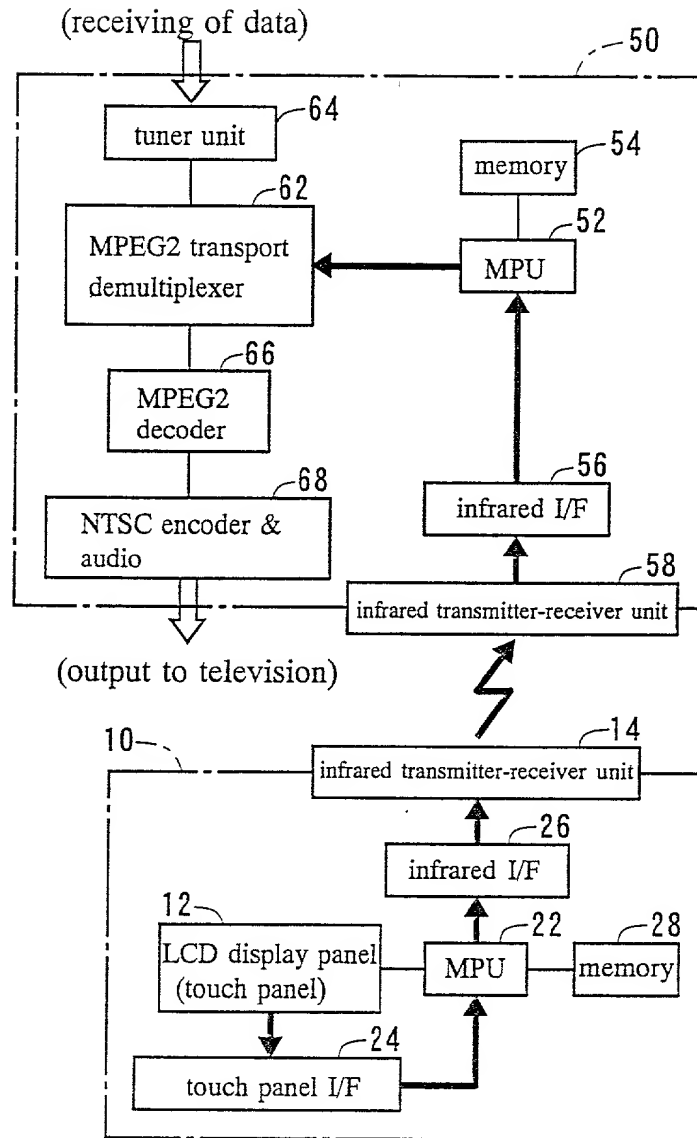 (receiving of data)
50
64
tuner unit
54
memory
62
52
MPEG2 transport
demultiplexer
MPU
66
MPEG2
decoder
56
68
infrared I/F
NTSC encoder &
audio
58
infrared transmitter-receiver unit
(output to television)
10
14
infrared transmitter-receiver unit
26
infrared I/F
12
22
28
LCD display panel
(touch panel)
MPU
memory
24
touch panel I/F